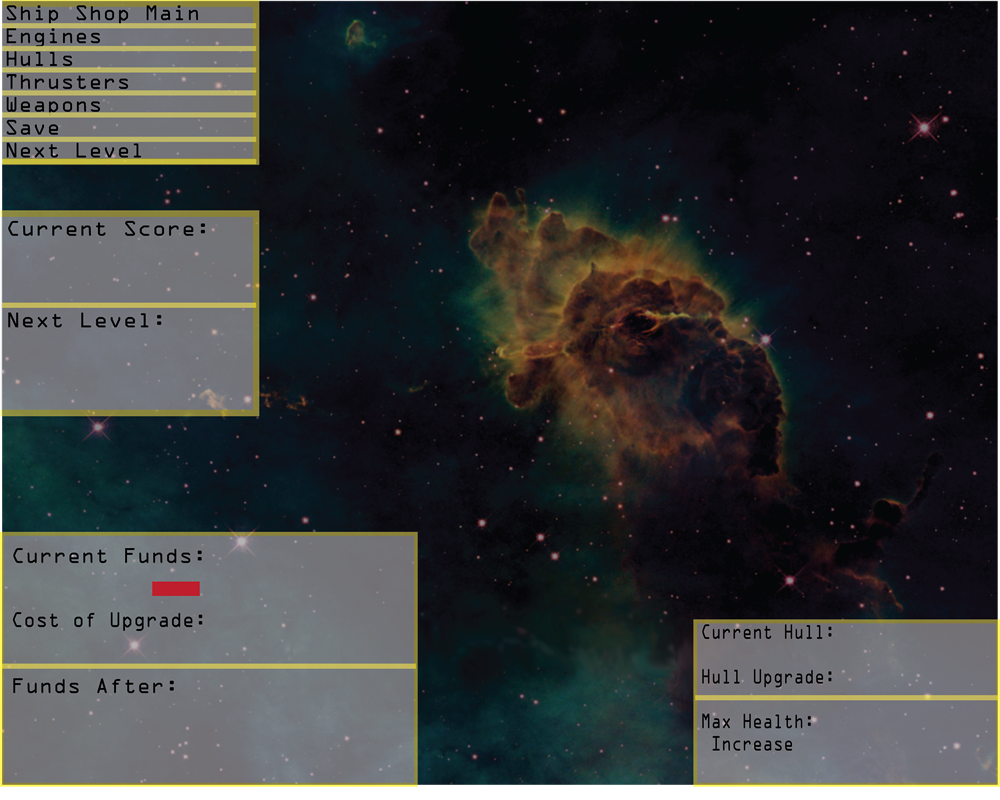 Ship Shop Main
Engines
Hulls
Thrusters
Weapons
Save
Next Level
Current Score:
Next Level:
Current Funds:
Cost of Upgrade:
Funds After:
Current Hull:
Hull Upgrade:
Max Health:
Increase